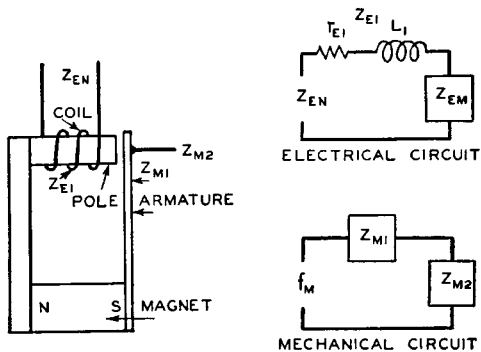 Z_EN
COIL
Z_M2
Z_M1
Z_E1
POLE
ARMATURE
N S MAGNET
Z_E1
r_E1 L_1
Z_EN
Z_EM
ELECTRICAL CIRCUIT
Z_M1
f_M
Z_M2
MECHANICAL CIRCUIT